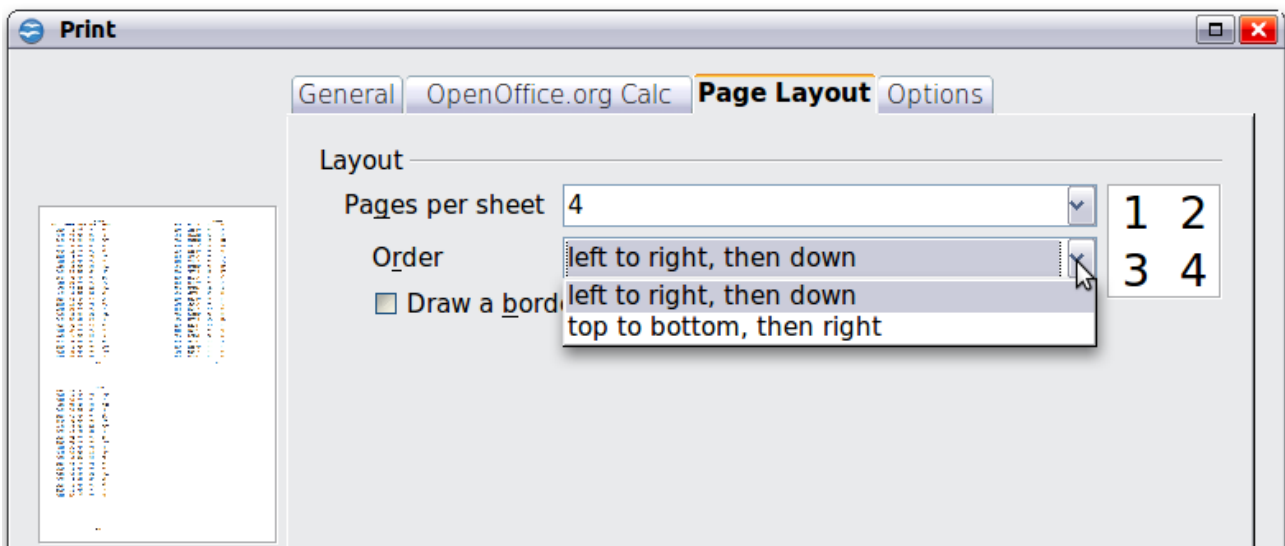 Print
General OpenOffice.org Calc Page Layout Options
Layout
Pages per sheet 4
1 2
Order left to right, then down
3 4
left to right, then down
Draw a
top to bottom, then right